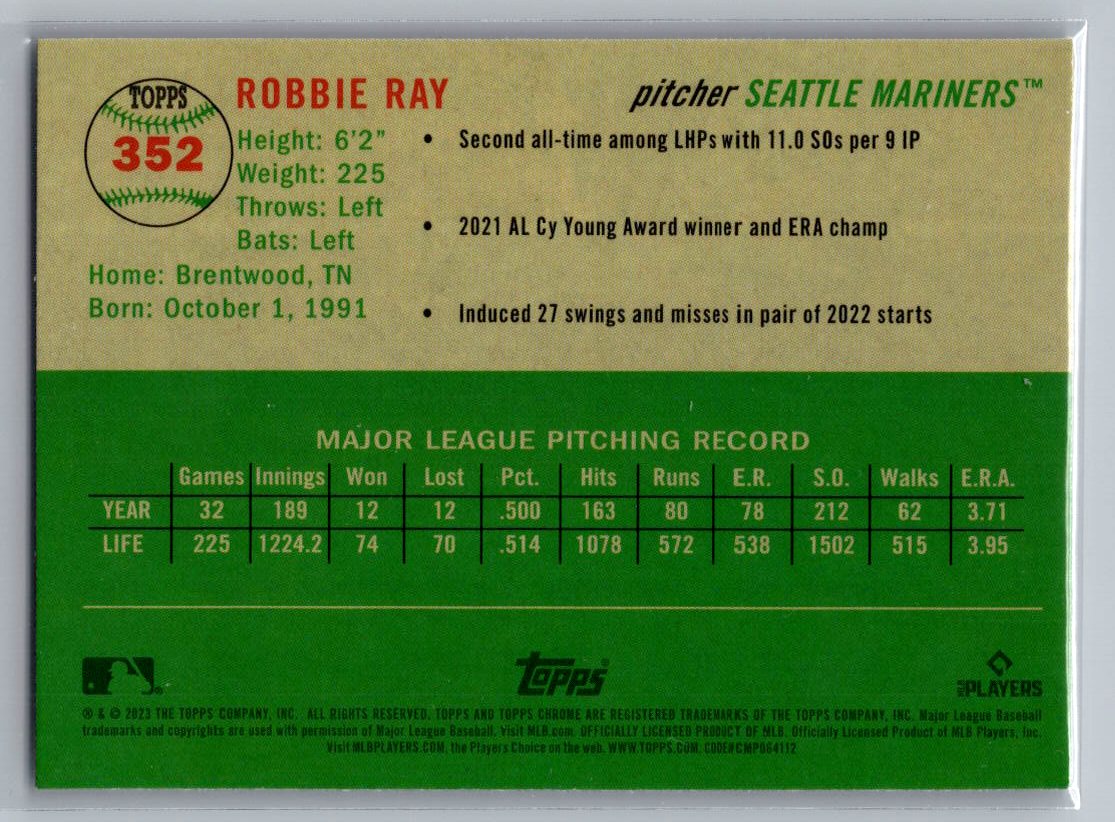 TOPPS
352
ROBBIE RAY
pitcher SEATTLE MARINERS™
Height: 6'2"
Weight: 225
Throws: Left
Bats: Left
Home: Brentwood, TN
Born: October 1, 1991
• Second all-time among LHPs with 11.0 SOs per 9 IP
• 2021 AL Cy Young Award winner and ERA champ
• Induced 27 swings and misses in pair of 2022 starts
MAJOR LEAGUE PITCHING RECORD
Games Innings Won Lost Pct. Hits Runs E.R. S.O. Walks E.R.A.
YEAR 32 189 12 12 .500 163 80 78 212 62 3.71
LIFE 225 1224.2 74 70 .514 1078 572 538 1502 515 3.95
Topps®
MLB PLAYERS
® & © 2023 THE TOPPS COMPANY, INC. ALL RIGHTS RESERVED. TOPPS AND TOPPS CHROME ARE REGISTERED TRADEMARKS OF THE TOPPS COMPANY, INC. Major League Baseball
trademarks and copyrights are used with permission of Major League Baseball. Visit MLB.com. OFFICIALLY LICENSED PRODUCT OF MLB. Officially Licensed Product of MLB Players, Inc.
Visit MLBPLAYERS.COM, the Players Choice on the web. WWW.TOPPS.COM. CODE#CMP064112